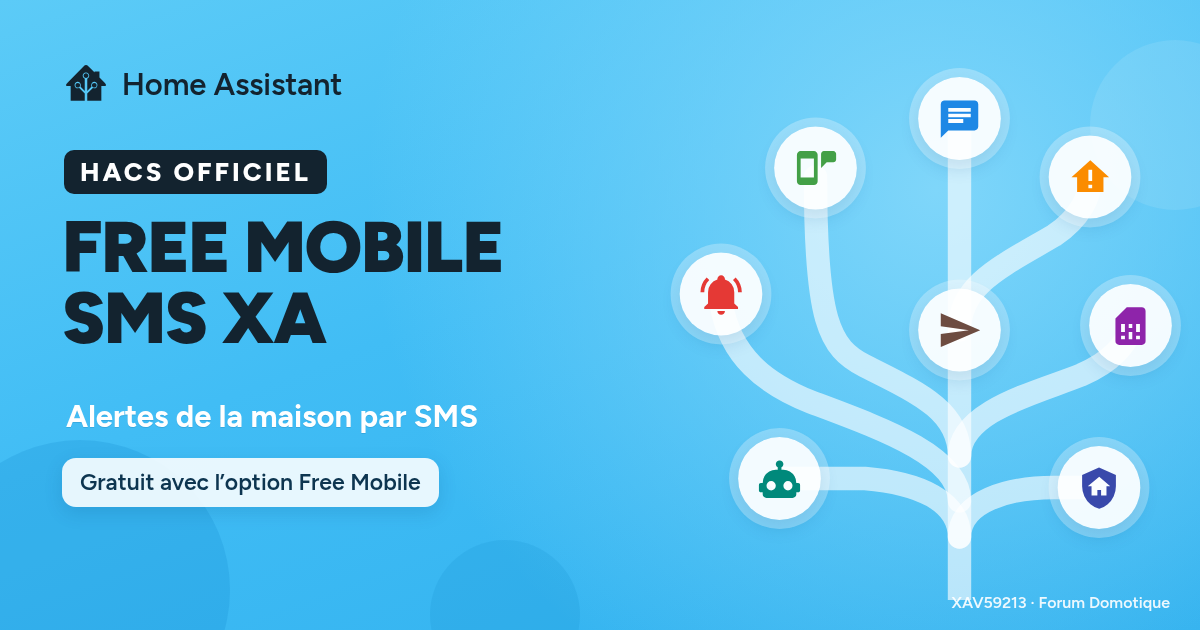 Home Assistant
HACS OFFICIEL
FREE MOBILE
SMS XA
Alertes de la maison par SMS
Gratuit avec l’option Free Mobile
XAV59213 · Forum Domotique